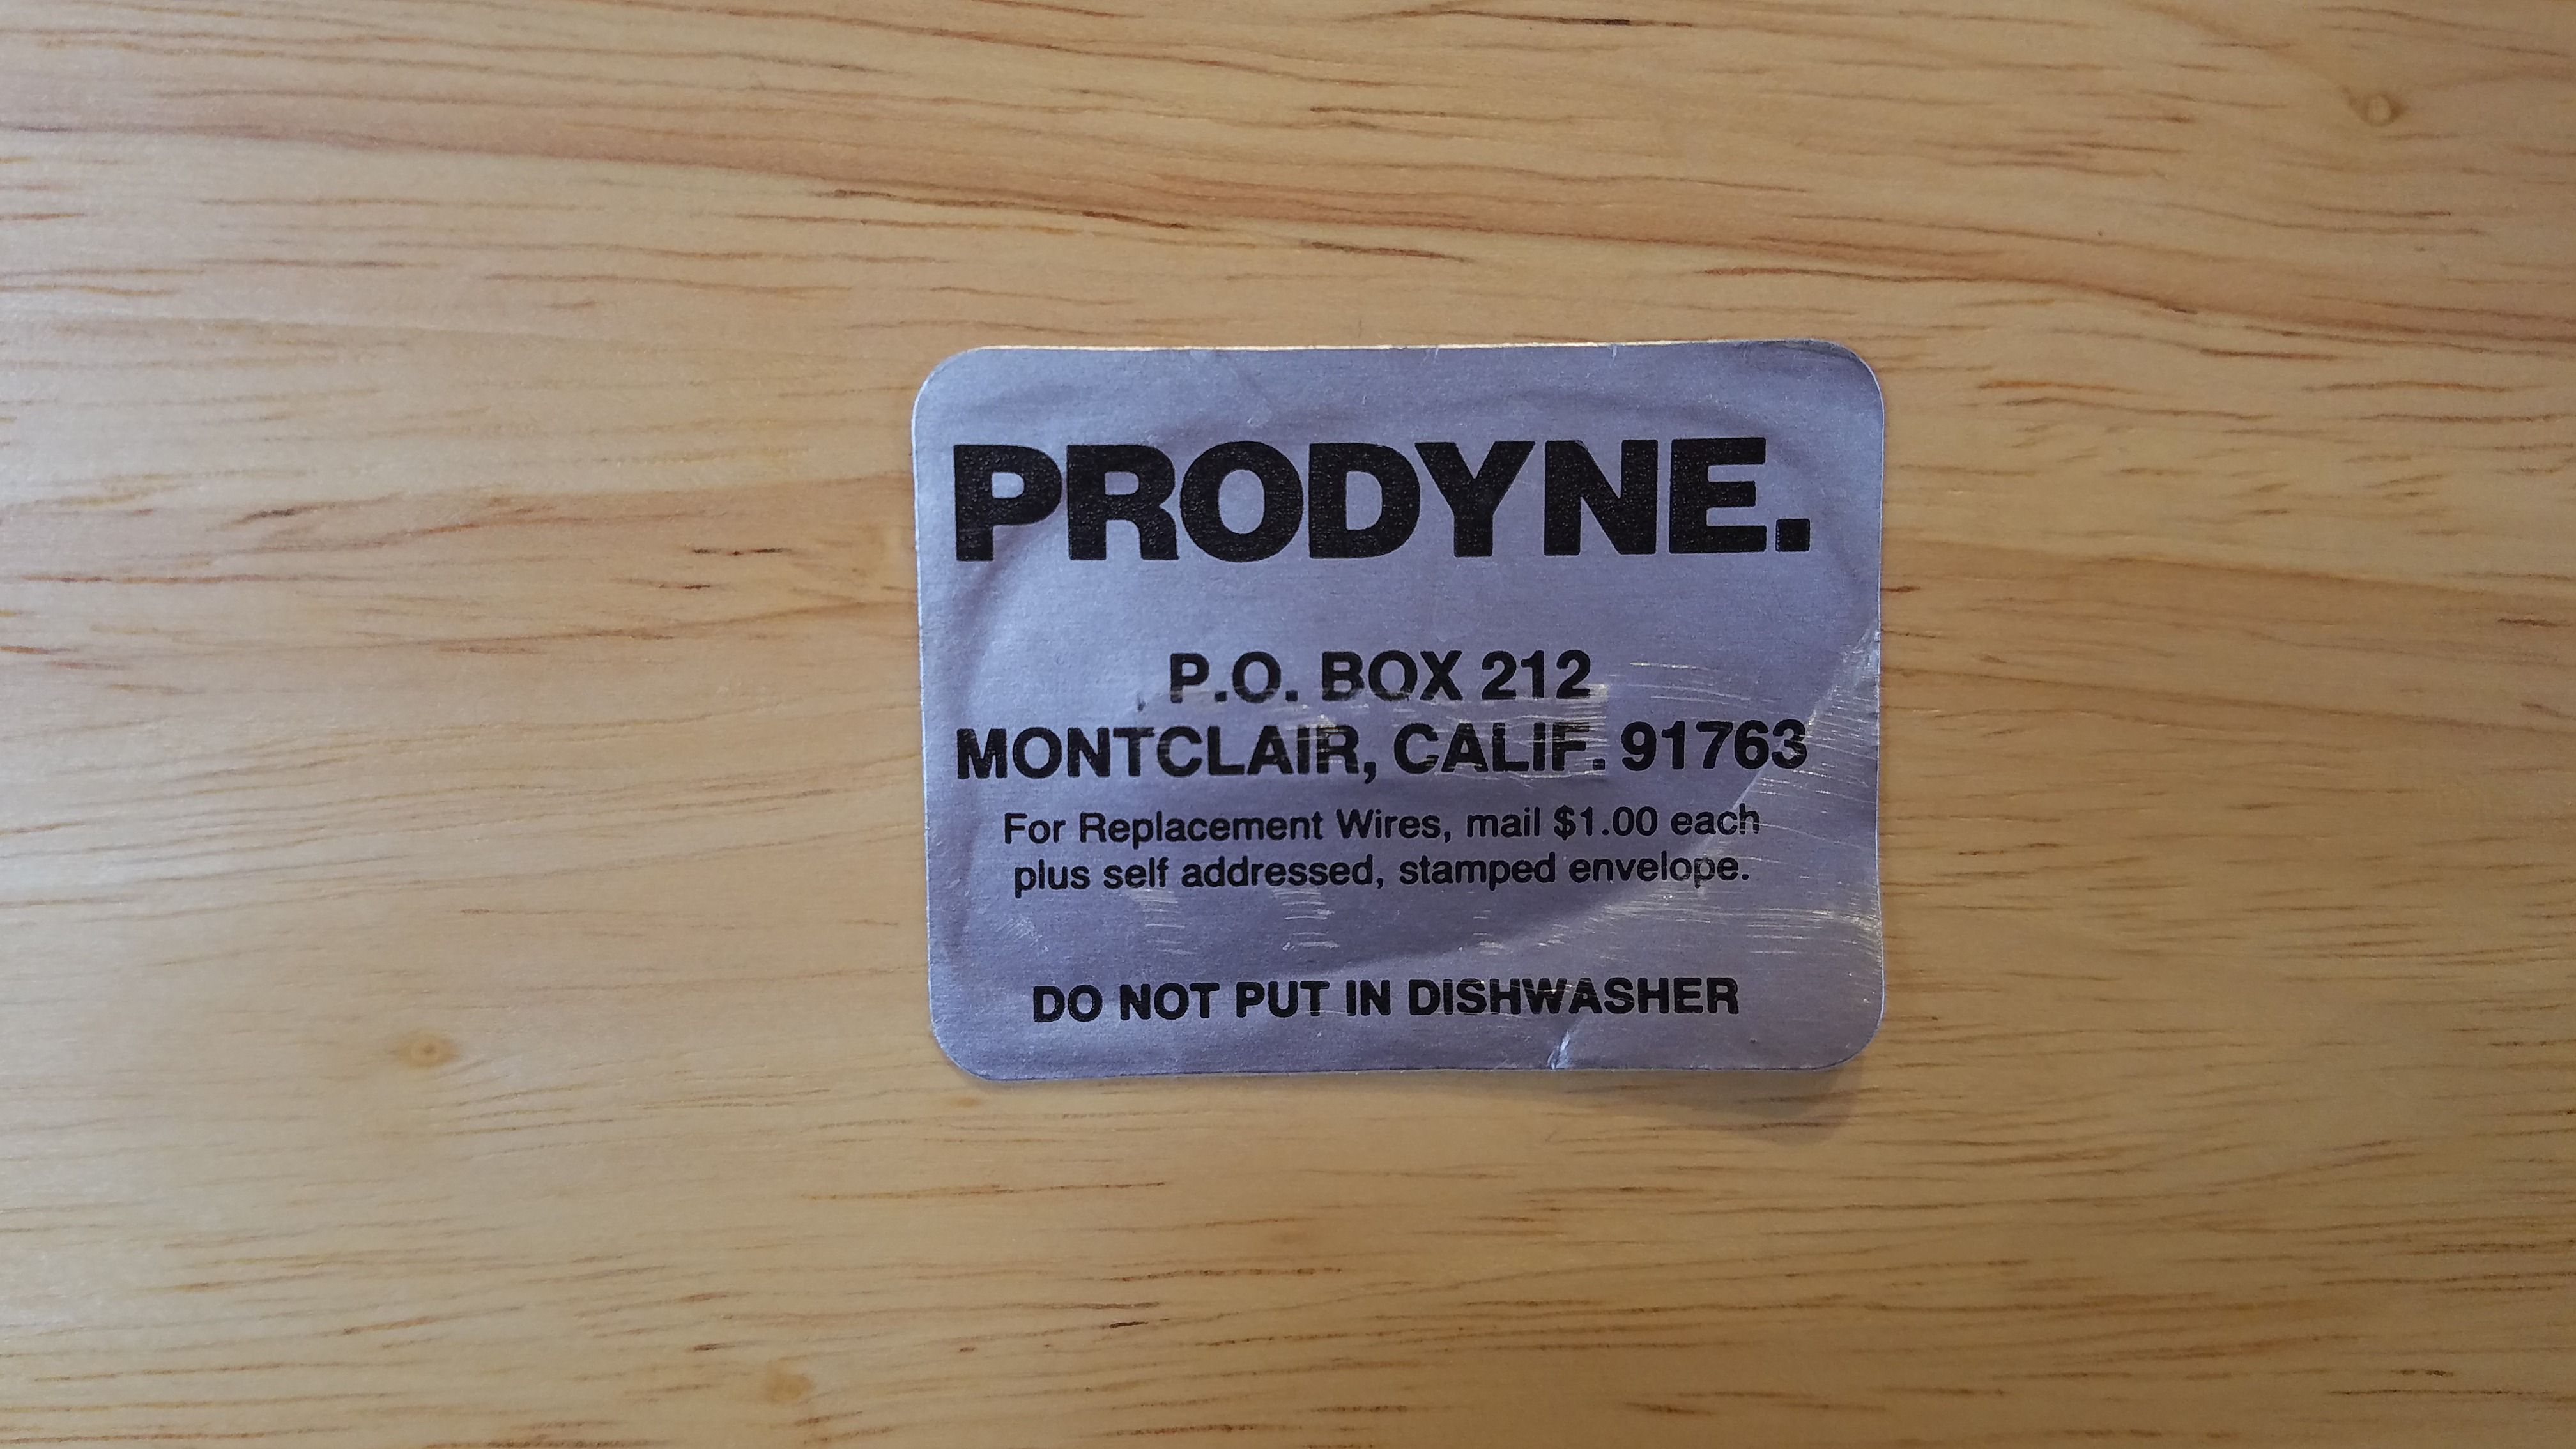 PRODYNE.
P.O. BOX 212
MONTCLAIR, CALIF. 91763
For Replacement Wires, mail $1.00 each
plus self addressed, stamped envelope.
DO NOT PUT IN DISHWASHER